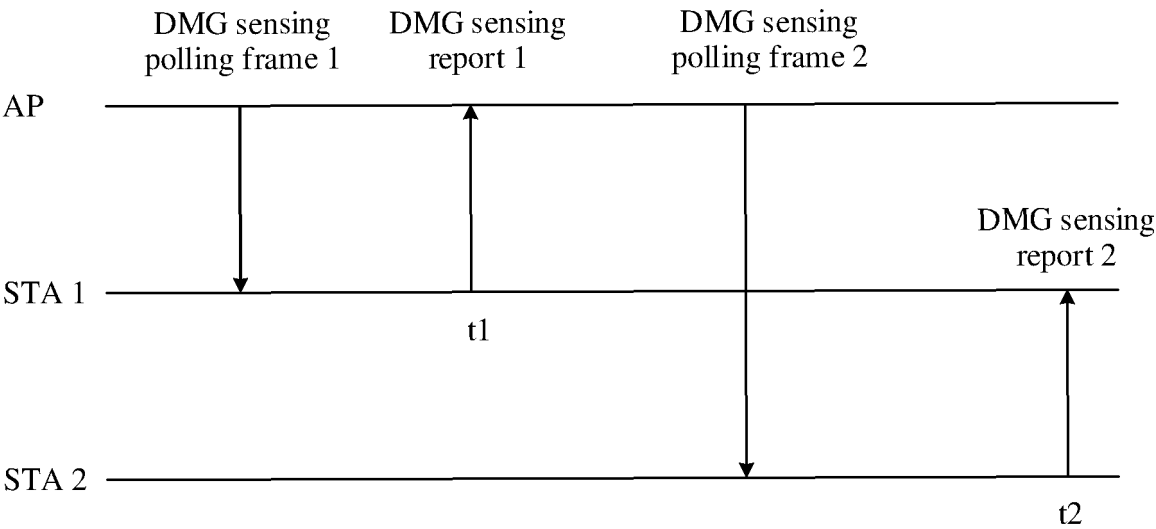 DMG sensing
polling frame 1
DMG sensing
report 1
DMG sensing
polling frame 2
AP
DMG sensing
report 2
STA 1
t1
STA 2
t2